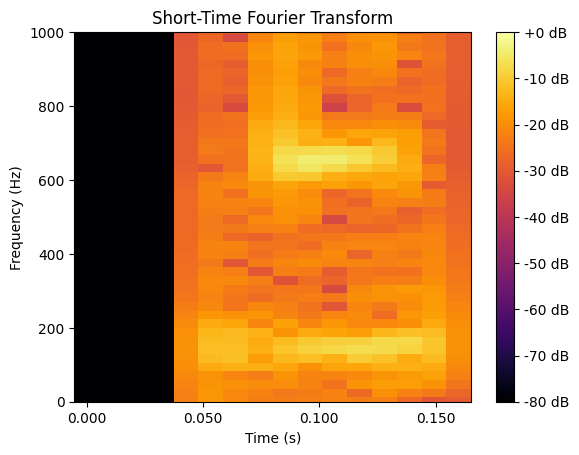 Short-Time Fourier Transform
1000
800
600
400
200
0
Frequency (Hz)
0.000
0.050
0.100
0.150
Time (s)
+0 dB
-10 dB
-20 dB
-30 dB
-40 dB
-50 dB
-60 dB
-70 dB
-80 dB